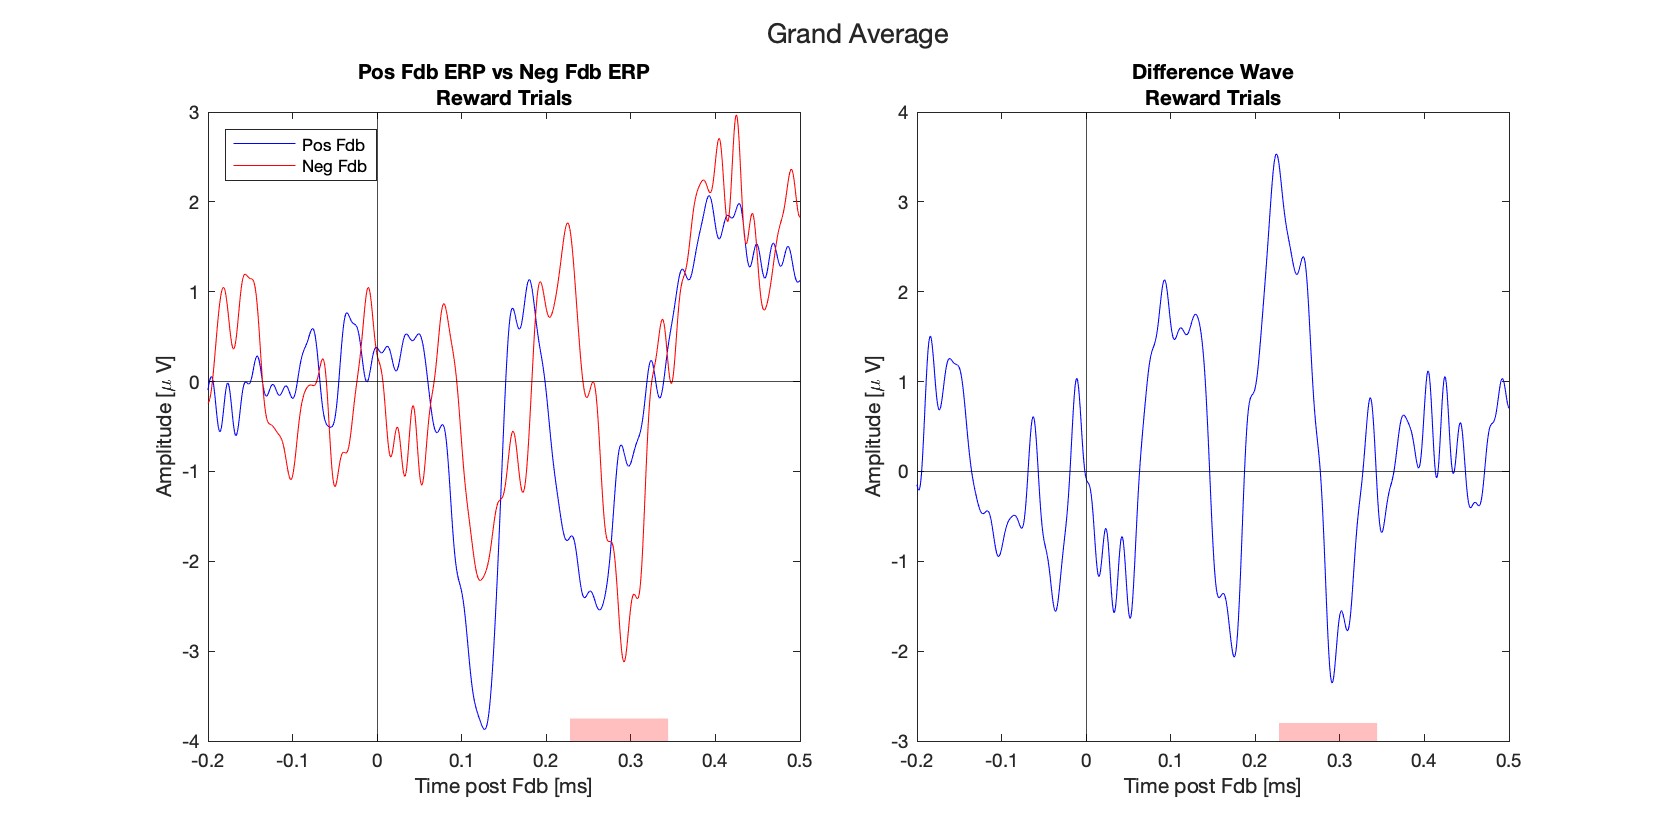 Grand Average
Pos Fdb ERP vs Neg Fdb ERP
Reward Trials
Pos Fdb
Neg Fdb
3
2
1
0
-1
-2
-3
-4
Amplitude [μ V]
-0.2 -0.1 0 0.1 0.2 0.3 0.4 0.5
Time post Fdb [ms]
Difference Wave
Reward Trials
4
3
2
1
0
-1
-2
-3
Amplitude [μ V]
-0.2 -0.1 0 0.1 0.2 0.3 0.4 0.5
Time post Fdb [ms]